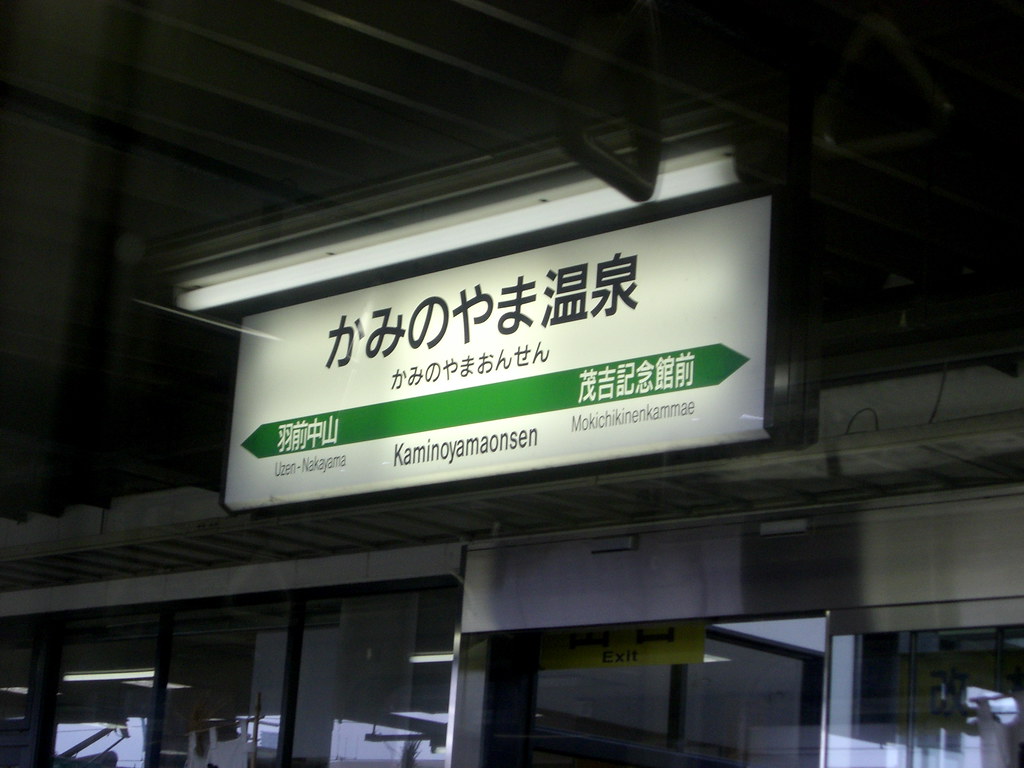 かみのやま温泉
かみのやまおんせん
羽前中山
茂吉記念館前
Uzen-Nakayama
Kaminoyamaonsen
Mokichikinenkammae
Exit